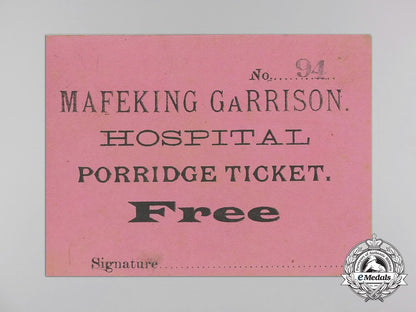 No. 94
MAFEKING GARRISON.
HOSPITAL
PORRIDGE TICKET.
Free
Signature
eMedals